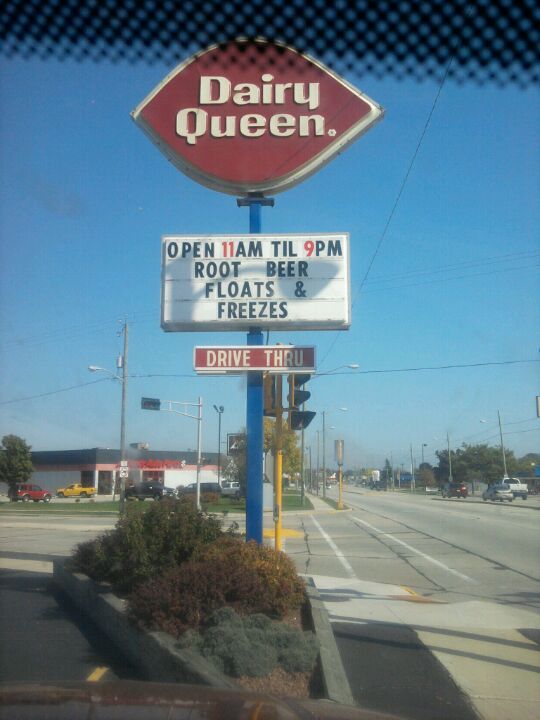 Dairy
Queen®
OPEN 11AM TIL 9PM
ROOT BEER
FLOATS &
FREEZES
DRIVE THRU